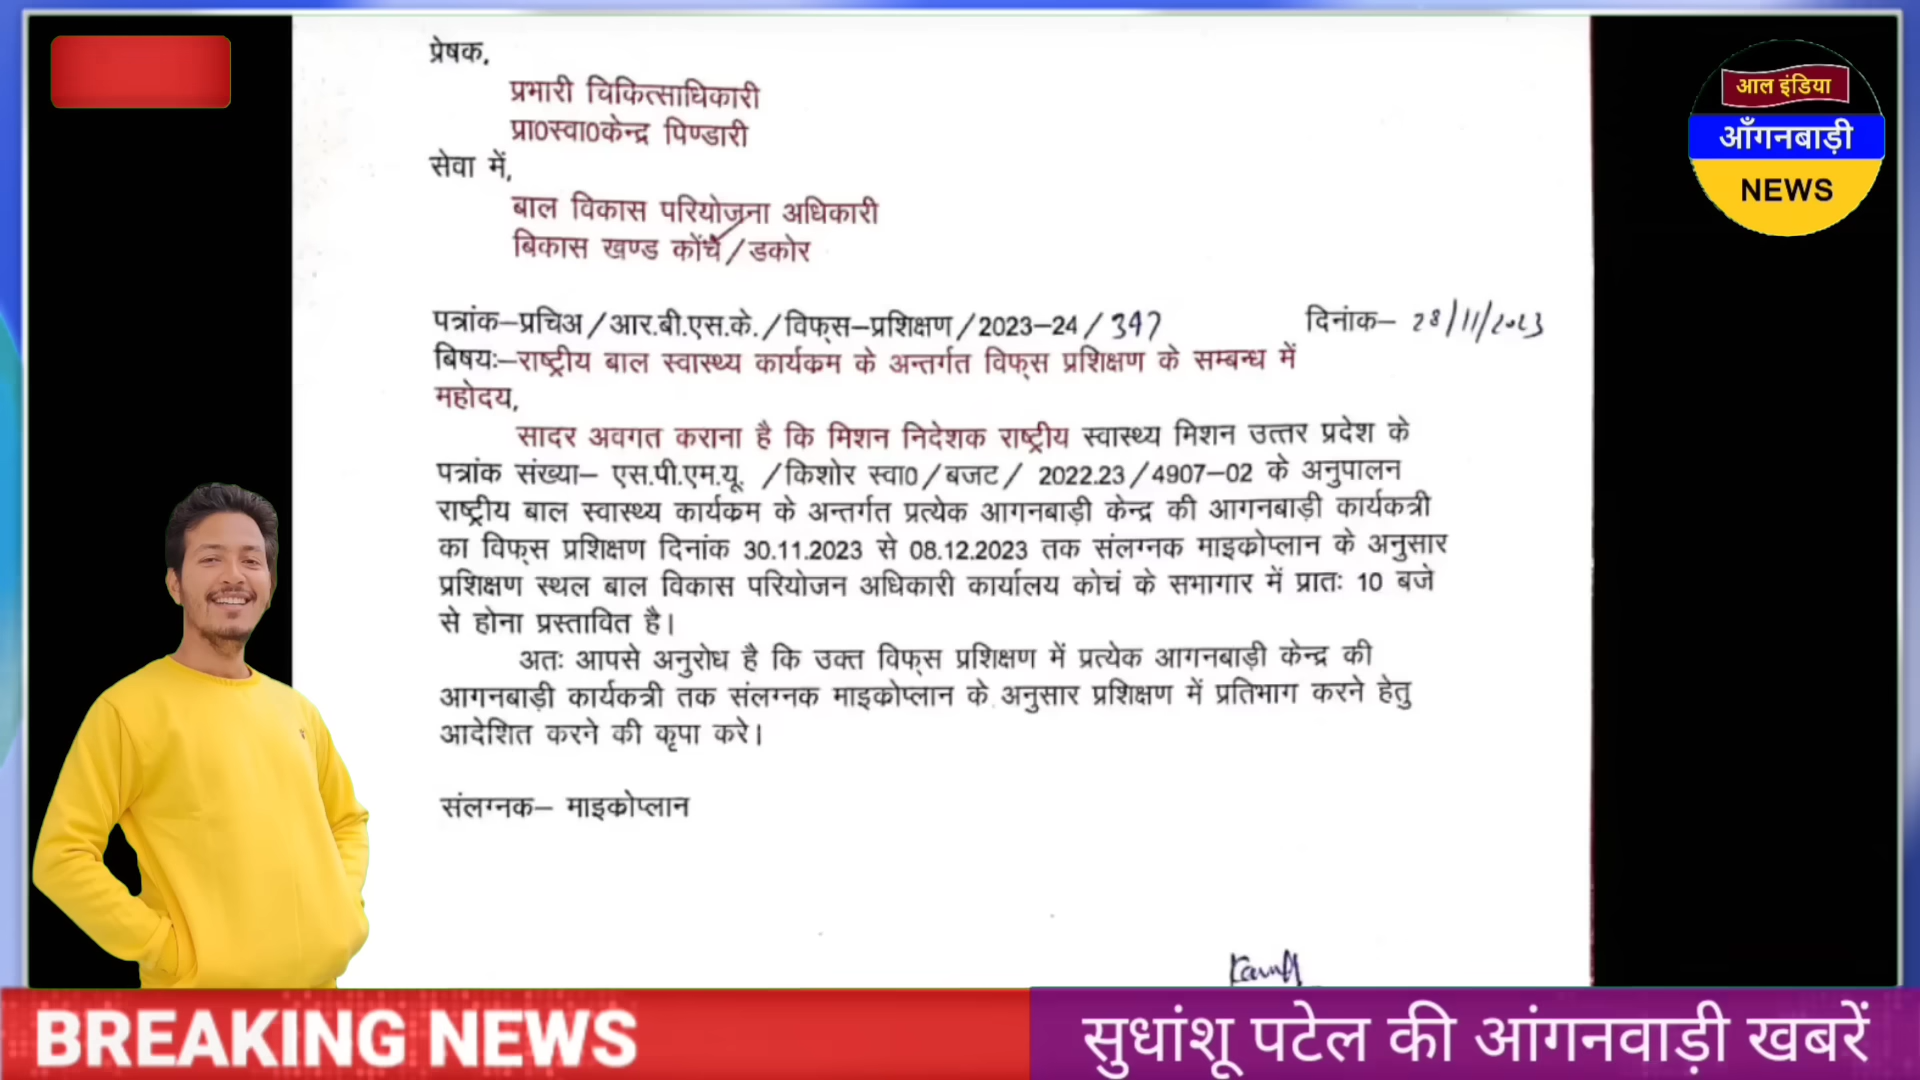 प्रेषक,
प्रभारी चिकित्साधिकारी
प्रा0स्वा0केन्द्र पिण्डारी
सेवा में,
बाल विकास परियोजना अधिकारी
बिकास खण्ड कोंच/डकोर
पत्रांक–प्रचिअ/आर.बी.एस.के./विफ्स–प्रशिक्षण/2023–24/397
दिनांक– 28/11/2023
बिषयः–राष्ट्रीय बाल स्वास्थ्य कार्यक्रम के अन्तर्गत विफ्स प्रशिक्षण के सम्बन्ध में
महोदय,
सादर अवगत कराना है कि मिशन निदेशक राष्ट्रीय स्वास्थ्य मिशन उत्तर प्रदेश के
पत्रांक संख्या– एस.पी.एम.यू. /किशोर स्वा0/बजट/ 2022.23/4907–02 के अनुपालन
राष्ट्रीय बाल स्वास्थ्य कार्यक्रम के अन्तर्गत प्रत्येक आगनबाड़ी केन्द्र की आगनबाड़ी कार्यकत्री
का विफ्स प्रशिक्षण दिनांक 30.11.2023 से 08.12.2023 तक संलग्नक माइक्रोप्लान के अनुसार
प्रशिक्षण स्थल बाल विकास परियोजन अधिकारी कार्यालय कोचं के सभागार में प्रातः 10 बजे
से होना प्रस्तावित है।
अतः आपसे अनुरोध है कि उक्त विफ्स प्रशिक्षण में प्रत्येक आगनबाड़ी केन्द्र की
आगनबाड़ी कार्यकत्री तक संलग्नक माइक्रोप्लान के अनुसार प्रशिक्षण में प्रतिभाग करने हेतु
आदेशित करने की कृपा करे।
संलग्नक– माइक्रोप्लान
आल इंडिया
आँगनबाड़ी
NEWS
BREAKING NEWS
सुधांशू पटेल की आंगनवाड़ी खबरें